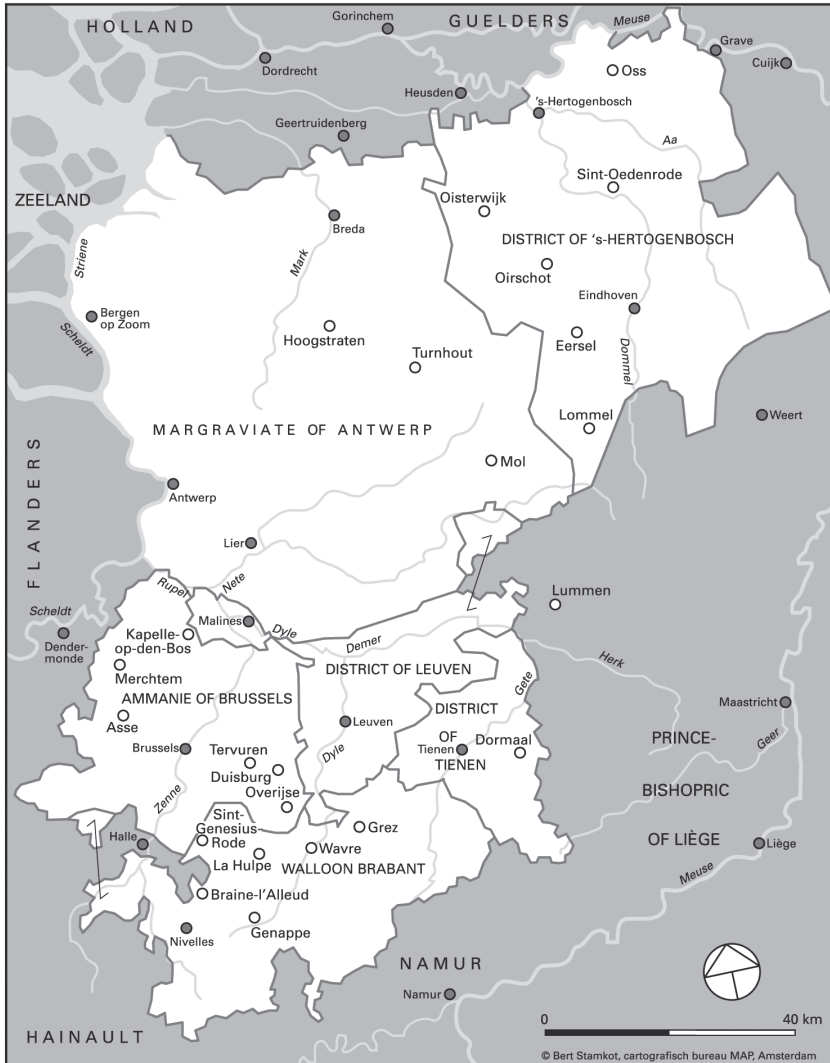 HOLLAND
Gorinchem
GUELDERS
Meuse
Grave
Cuijk
Dordrecht
Heusden
Oss
's-Hertogenbosch
Geertruidenberg
Aa
Sint-Oedenrode
ZEELAND
Oisterwijk
Breda
Striene
Mark
DISTRICT OF 's-HERTOGENBOSCH
Oirschot
Bergen
op Zoom
Scheldt
Eindhoven
Hoogstraten
Eersel
Turnhout
Dommel
Lommel
Weert
MARGRAVIATE OF ANTWERP
FLANDERS
Mol
Antwerp
Lier
Rupel
Nete
Lummen
Scheldt
Dender-
monde
Malines
Kapelle-
op-den-Bos
Dyle
Demer
Merchtem
Herk
DISTRICT OF LEUVEN
AMMANIE OF BRUSSELS
Gete
Maastricht
Asse
Leuven
DISTRICT
OF
TIENEN
Brussels
Tervuren
Dyle
Tienen
Dormaal
PRINCE-
BISHOPRIC
OF LIÈGE
Geer
Duisburg
Overijse
Zenne
Sint-
Genesius-
Rode
Grez
Halle
Wavre
Liège
La Hulpe
WALLOON BRABANT
Meuse
Braine-l'Alleud
Genappe
Nivelles
NAMUR
Namur
HAINAULT
0
40 km
© Bert Stamkot, cartografisch bureau MAP, Amsterdam